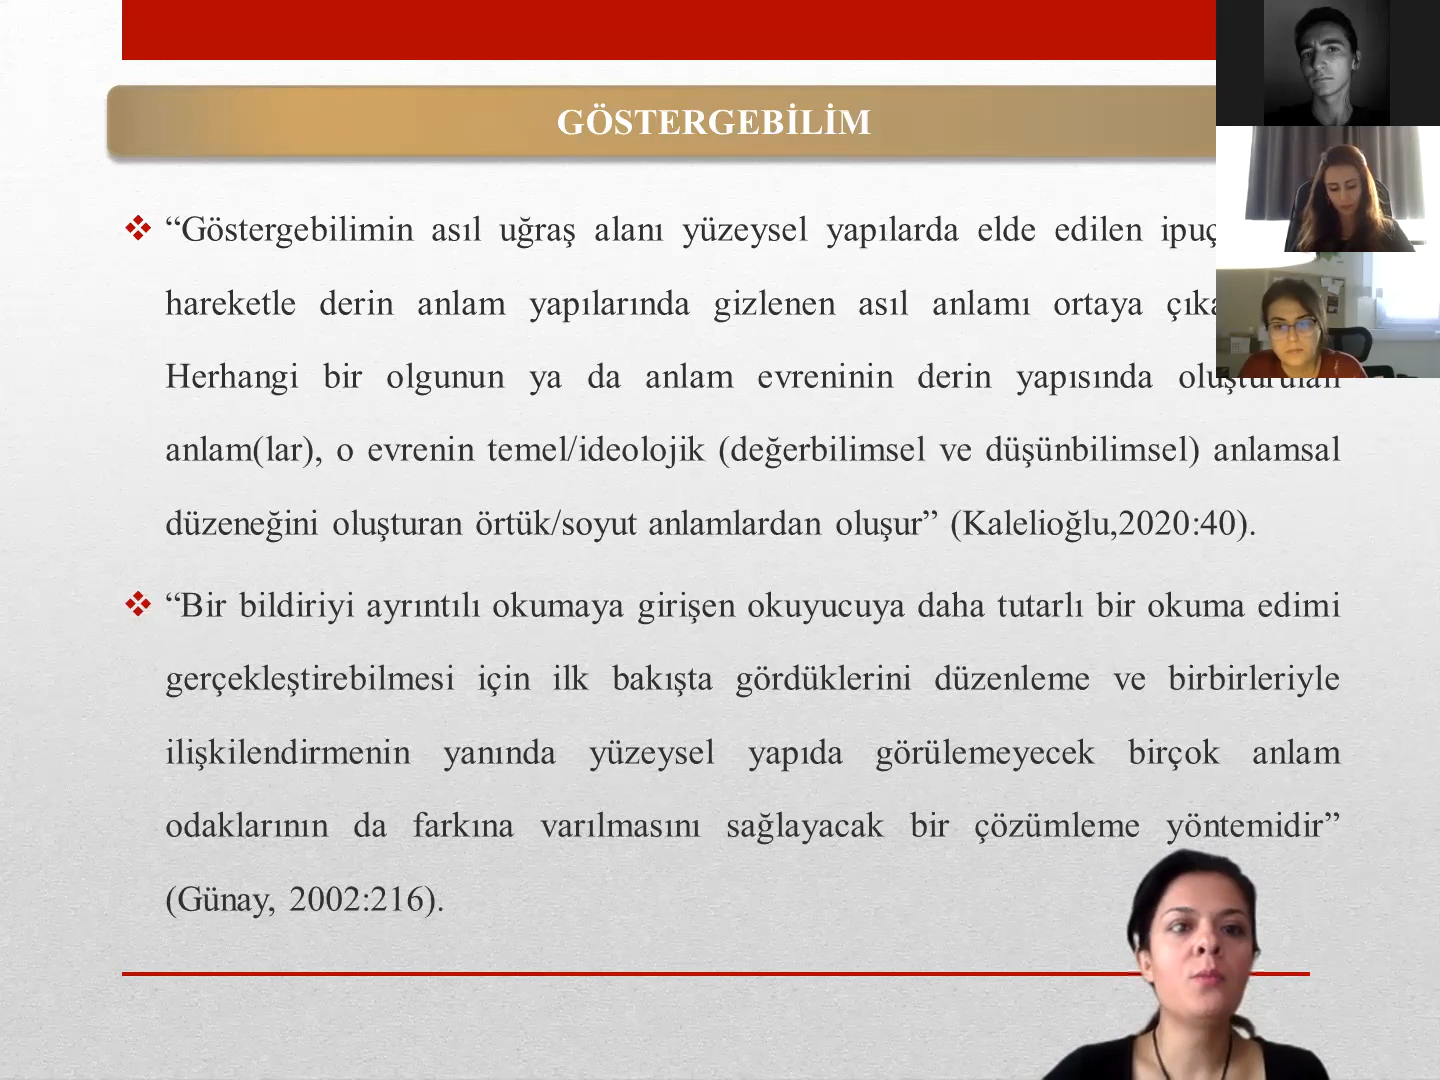 GÖSTERGEBİLİM
“Göstergebilimin asıl uğraş alanı yüzeysel yapılarda elde edilen
hareketle derin anlam yapılarında gizlenen asıl anlamı ortaya
Herhangi bir olgunun ya da anlam evreninin derin yapısında oluşturulan
anlam(lar), o evrenin temel/ideolojik (değerbilimsel ve düşünbilimsel) anlamsal
düzeneğini oluşturan örtük/soyut anlamlardan oluşur” (Kalelioğlu,2020:40).
“Bir bildiriyi ayrıntılı okumaya girişen okuyucuya daha tutarlı bir okuma edimi
gerçekleştirebilmesi için ilk bakışta gördüklerini düzenleme ve birbirleriyle
ilişkilendirmenin yanında yüzeysel yapıda görülemeyecek birçok anlam
odaklarının da farkına varılmasını sağlayacak bir çözümleme yöntemidir”
(Günay, 2002:216).